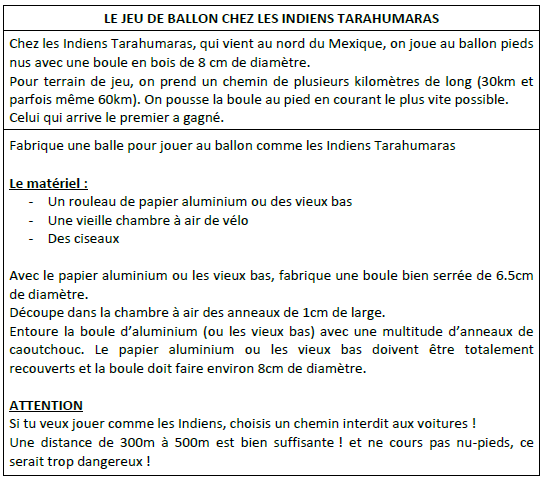 LE JEU DE BALLON CHEZ LES INDIENS TARAHUMARAS
Chez les Indiens Tarahumaras, qui vient au nord du Mexique, on joue au ballon pieds
nus avec une boule en bois de 8 cm de diamètre.
Pour terrain de jeu, on prend un chemin de plusieurs kilomètres de long (30km et
parfois même 60km). On pousse la boule au pied en courant le plus vite possible.
Celui qui arrive le premier a gagné.
Fabrique une balle pour jouer au ballon comme les Indiens Tarahumaras
Le matériel :
- Un rouleau de papier aluminium ou des vieux bas
- Une vieille chambre à air de vélo
- Des ciseaux
Avec le papier aluminium ou les vieux bas, fabrique une boule bien serrée de 6.5cm
de diamètre.
Découpe dans la chambre à air des anneaux de 1cm de large.
Entoure la boule d’aluminium (ou les vieux bas) avec une multitude d’anneaux de
caoutchouc. Le papier aluminium ou les vieux bas doivent être totalement
recouverts et la boule doit faire environ 8cm de diamètre.
ATTENTION
Si tu veux jouer comme les Indiens, choisis un chemin interdit aux voitures !
Une distance de 300m à 500m est bien suffisante ! et ne cours pas nu-pieds, ce
serait trop dangereux !